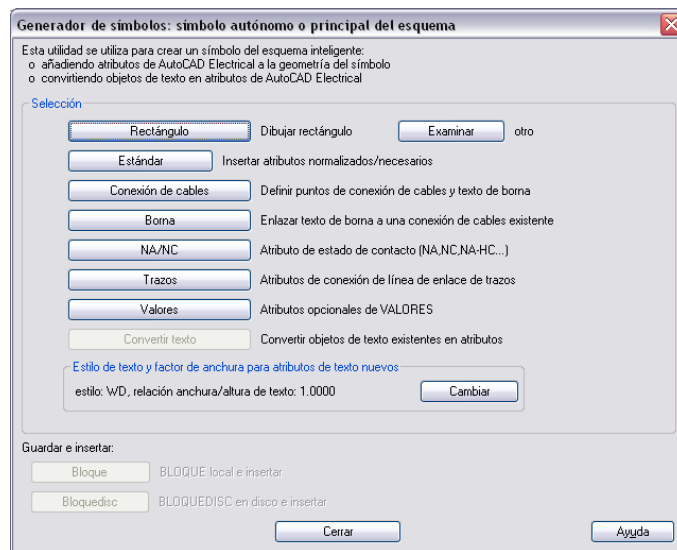 Generador de símbolos: símbolo autónomo o principal del esquema
Esta utilidad se utiliza para crear un símbolo del esquema inteligente:
o añadiendo atributos de AutoCAD Electrical a la geometría del símbolo
o convirtiendo objetos de texto en atributos de AutoCAD Electrical
Selección
Rectángulo Dibujar rectángulo Examinar otro
Estándar Insertar atributos normalizados/necesarios
Conexión de cables Definir puntos de conexión de cables y texto de borna
Borna Enlazar texto de borna a una conexión de cables existente
NA/NC Atributo de estado de contacto (NA,NC,NA-HC...)
Trazos Atributos de conexión de línea de enlace de trazos
Valores Atributos opcionales de VALORES
Convertir texto Convertir objetos de texto existentes en atributos
Estilo de texto y factor de anchura para atributos de texto nuevos
estilo: WD, relación anchura/altura de texto: 1.0000 Cambiar
Guardar e insertar:
Bloque BLOQUE local e insertar
Bloquedisc BLOQUEDISC en disco e insertar
Cerrar Ayuda